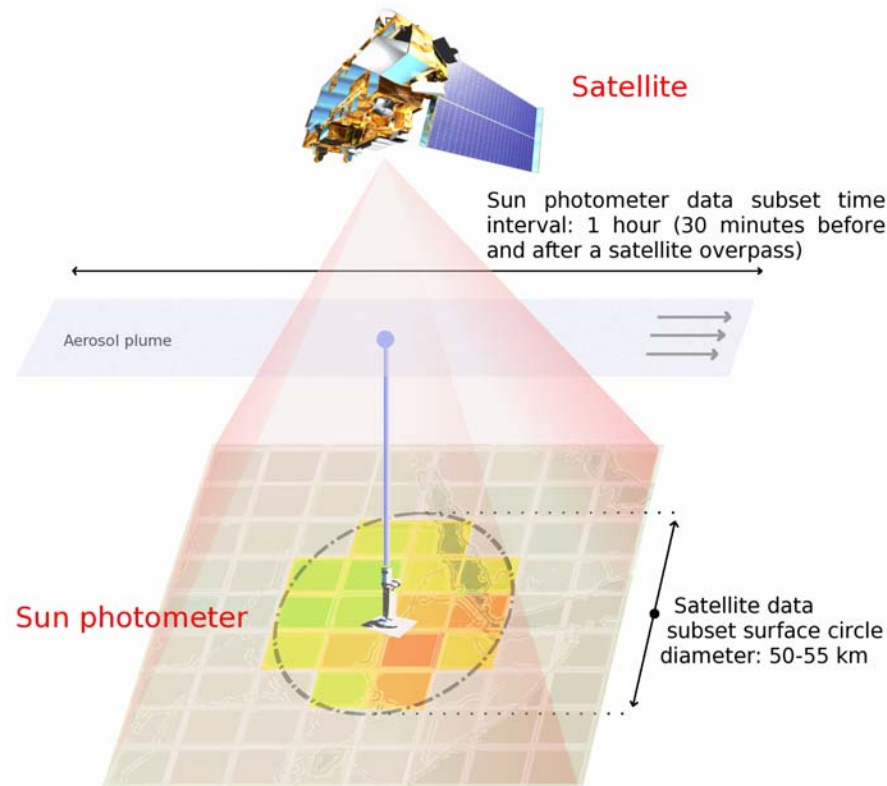 Satellite
Sun photometer data subset time
interval: 1 hour (30 minutes before
and after a satellite overpass)
Aerosol plume
Sun photometer
Satellite data
subset surface circle
diameter: 50-55 km